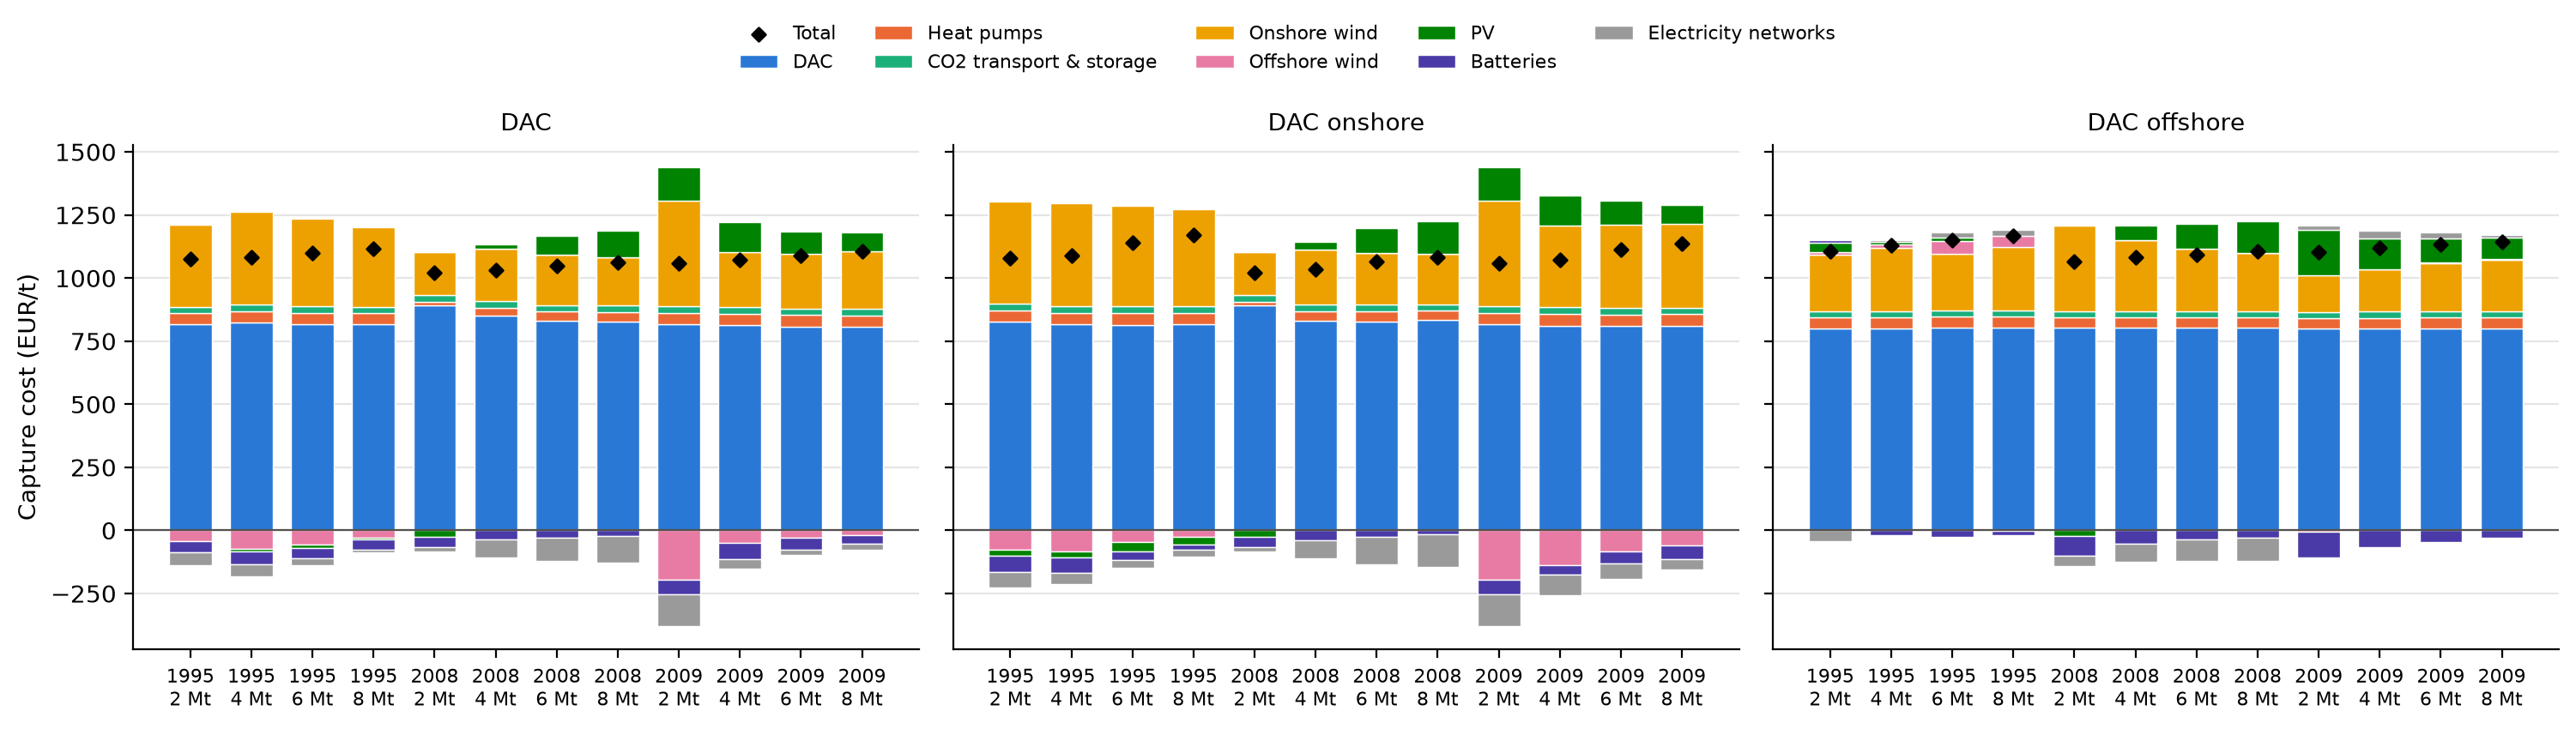 Total
Heat pumps
Onshore wind
PV
Electricity networks
DAC
CO2 transport & storage
Offshore wind
Batteries
DAC
DAC onshore
DAC offshore
Capture cost (EUR/t)
1500
1250
1000
750
500
250
0
−250
1995 1995 1995 1995 2008 2008 2008 2008 2009 2009 2009 2009
2 Mt 4 Mt 6 Mt 8 Mt 2 Mt 4 Mt 6 Mt 8 Mt 2 Mt 4 Mt 6 Mt 8 Mt
1995 1995 1995 1995 2008 2008 2008 2008 2009 2009 2009 2009
2 Mt 4 Mt 6 Mt 8 Mt 2 Mt 4 Mt 6 Mt 8 Mt 2 Mt 4 Mt 6 Mt 8 Mt
1995 1995 1995 1995 2008 2008 2008 2008 2009 2009 2009 2009
2 Mt 4 Mt 6 Mt 8 Mt 2 Mt 4 Mt 6 Mt 8 Mt 2 Mt 4 Mt 6 Mt 8 Mt